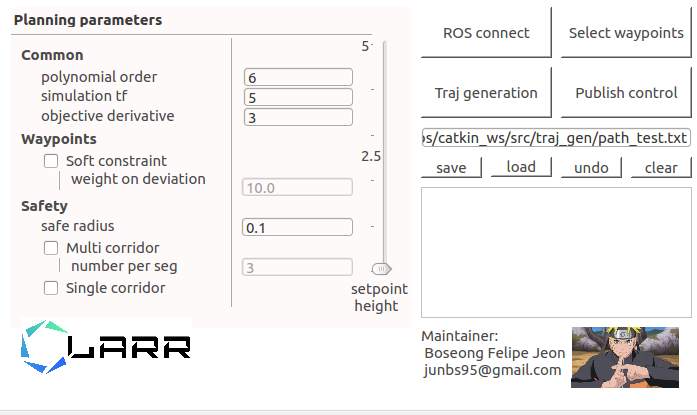 Planning parameters
Common
polynomial order 6
simulation tf 5
objective derivative 3
Waypoints
Soft constraint
weight on deviation 10.0
Safety
safe radius 0.1
Multi corridor
number per seg 3
Single corridor
5
2.5
setpoint
height
LARR
ROS connect Select waypoints
Traj generation Publish control
os/catkin_ws/src/traj_gen/path_test.txt
save load undo clear
Maintainer:
Boseong Felipe Jeon
junbs95@gmail.com